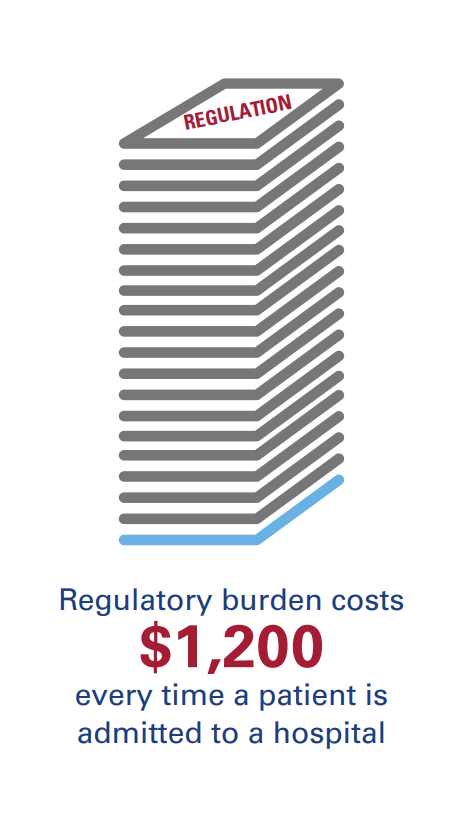 REGULATION
Regulatory burden costs
$1,200
every time a patient is
admitted to a hospital